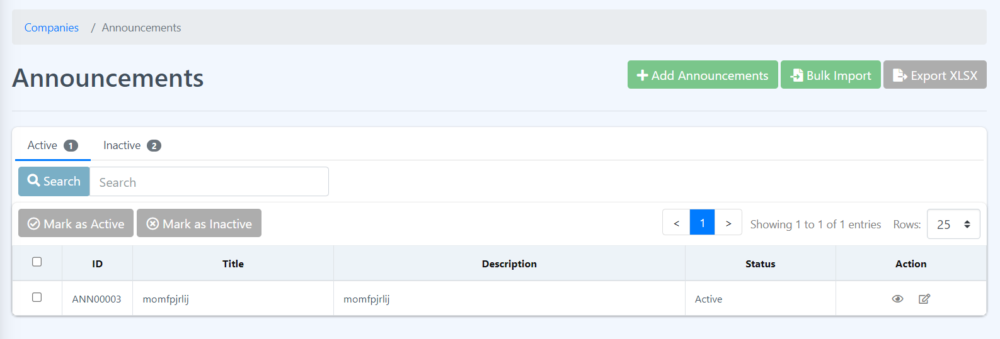 Companies / Announcements
Announcements
Add Announcements Bulk Import Export XLSX
Active 1 Inactive 2
Search Search
Mark as Active Mark as Inactive < 1 > Showing 1 to 1 of 1 entries Rows: 25
ID Title Description Status Action
ANN00003 momfpjrlij momfpjrlij Active